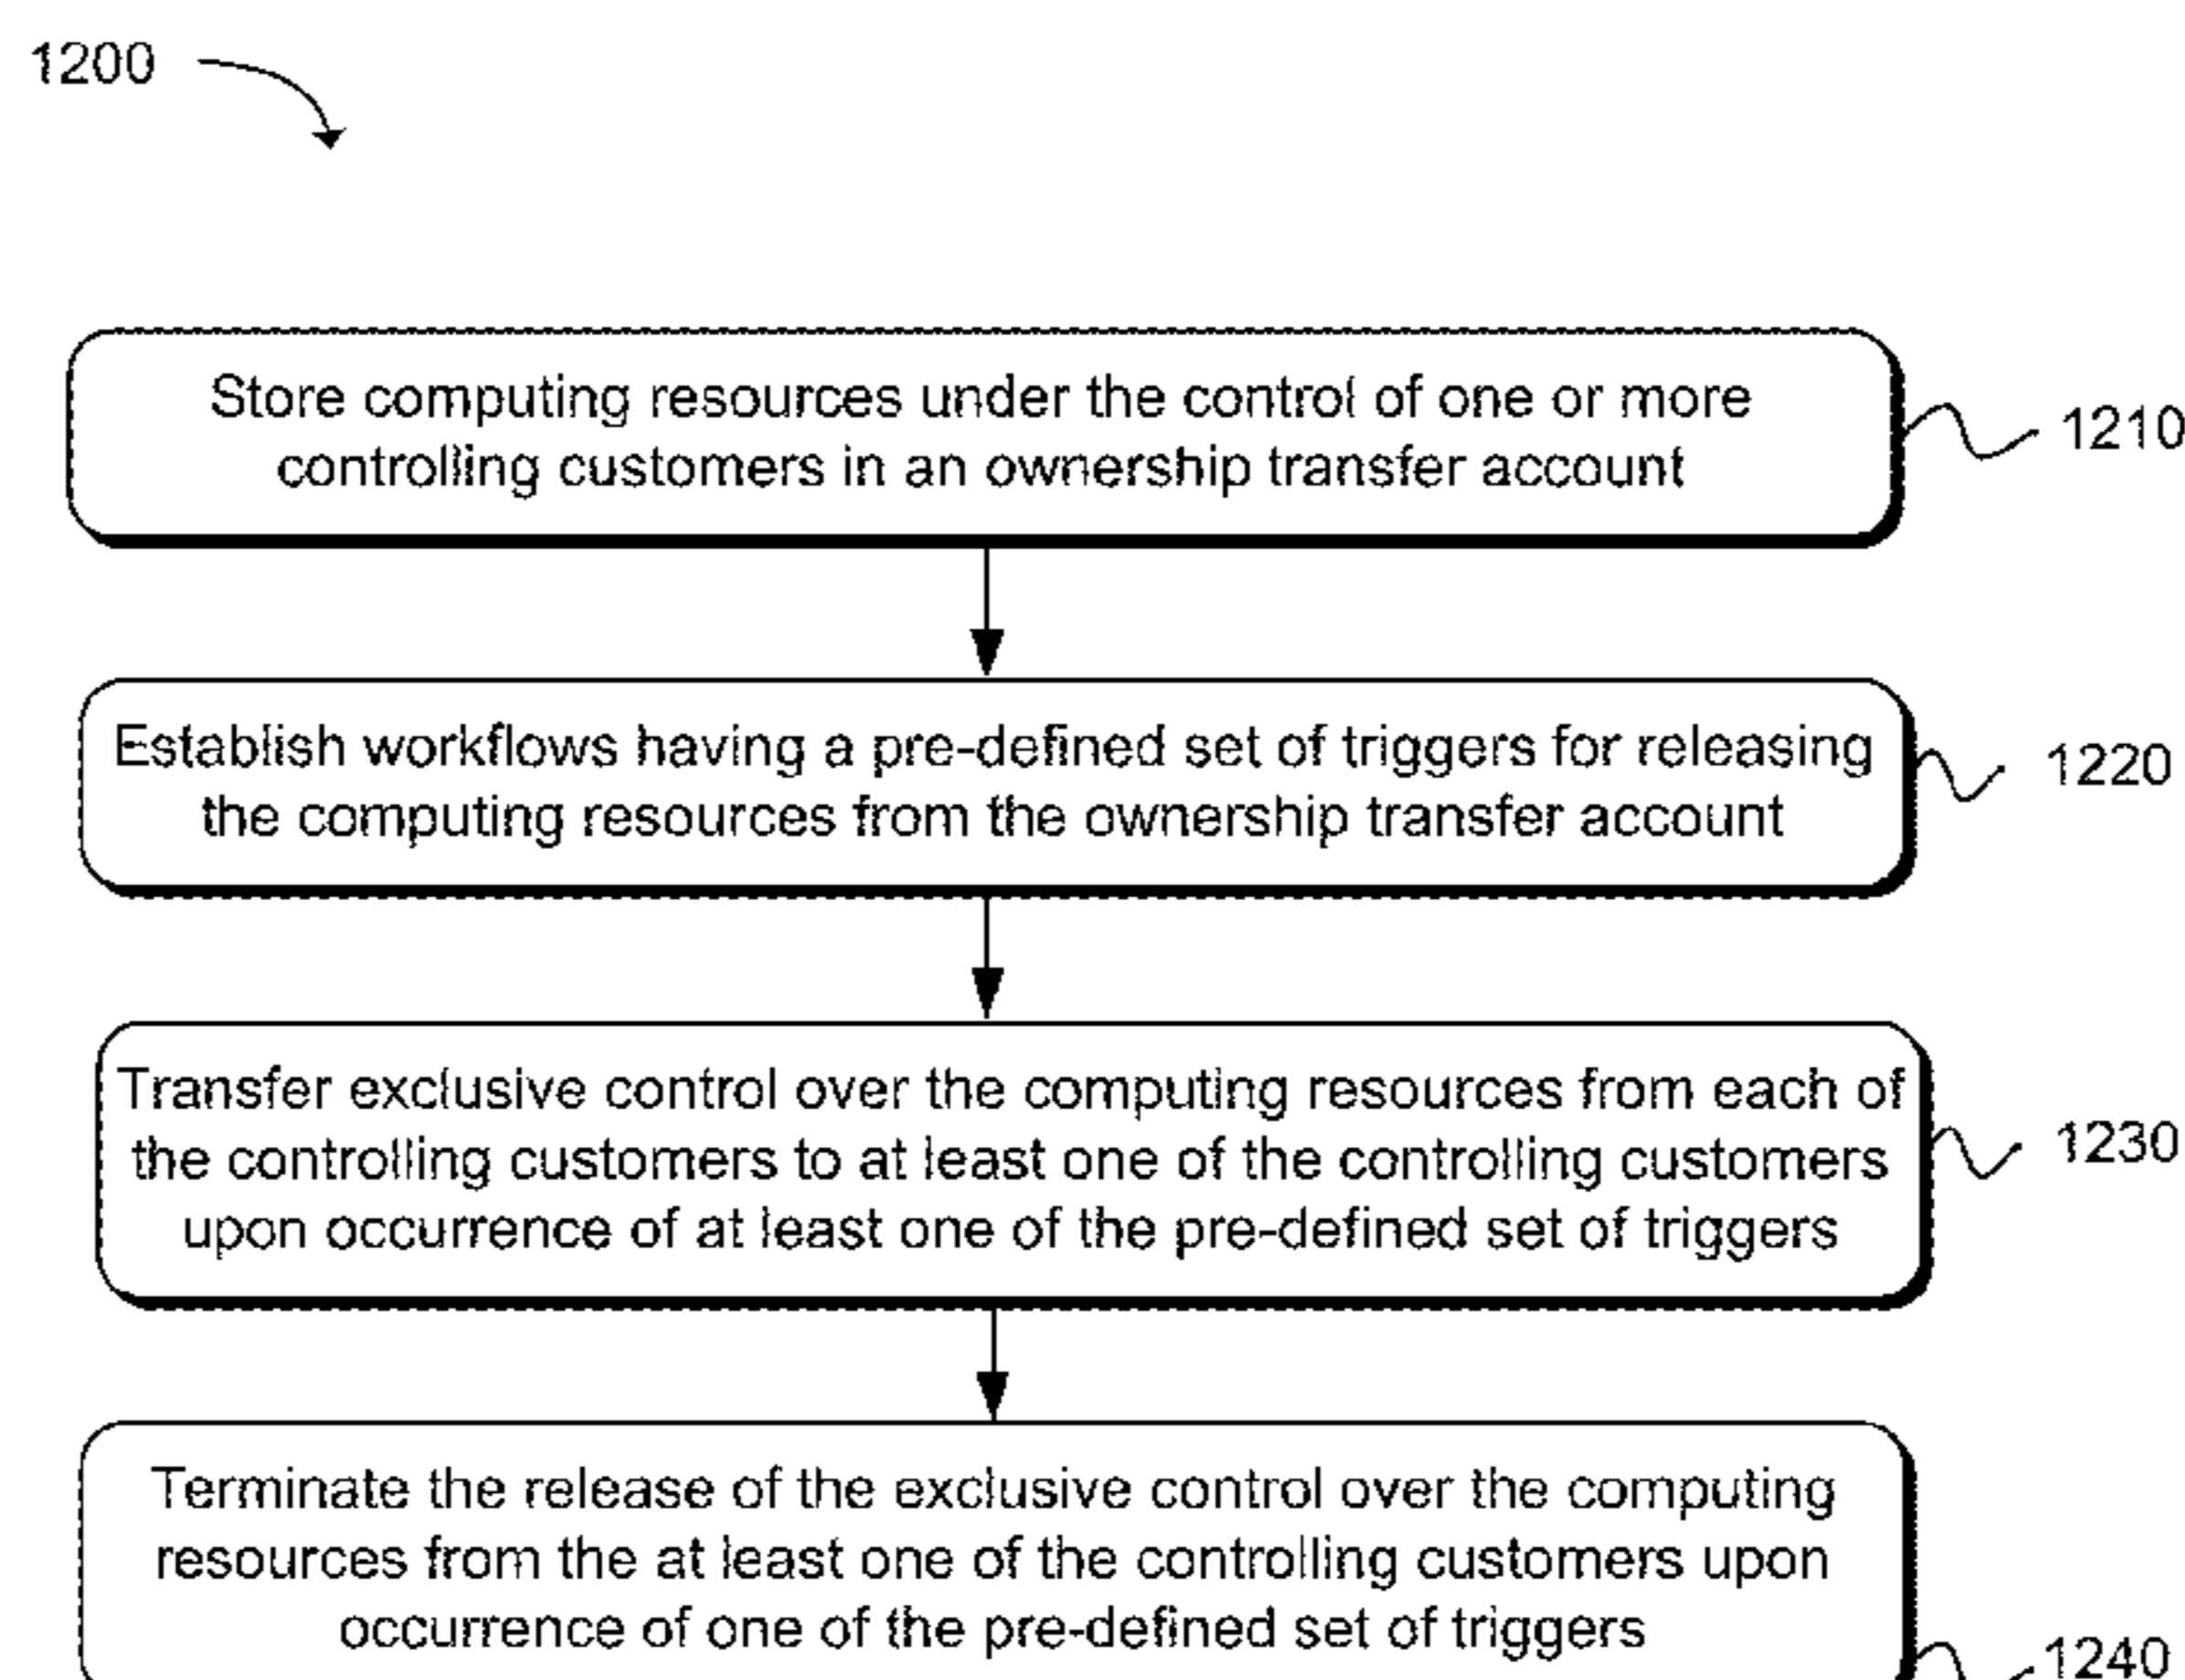 1200
Store computing resources under the control of one or more
controlling customers in an ownership transfer account
1210
Establish workflows having a pre-defined set of triggers for releasing
the computing resources from the ownership transfer account
1220
Transfer exclusive control over the computing resources from each of
the controlling customers to at least one of the controlling customers
upon occurrence of at least one of the pre-defined set of triggers
1230
Terminate the release of the exclusive control over the computing
resources from the at least one of the controlling customers upon
occurrence of one of the pre-defined set of triggers
1240